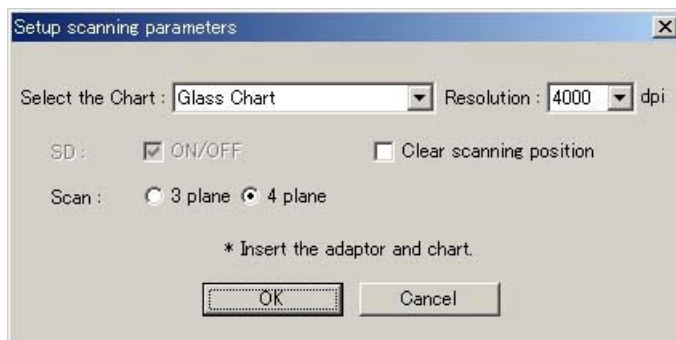 Setup scanning parameters
Select the Chart : Glass Chart Resolution : 4000 dpi
SD : ON/OFF Clear scanning position
Scan : 3 plane 4 plane
* Insert the adaptor and chart.
OK Cancel